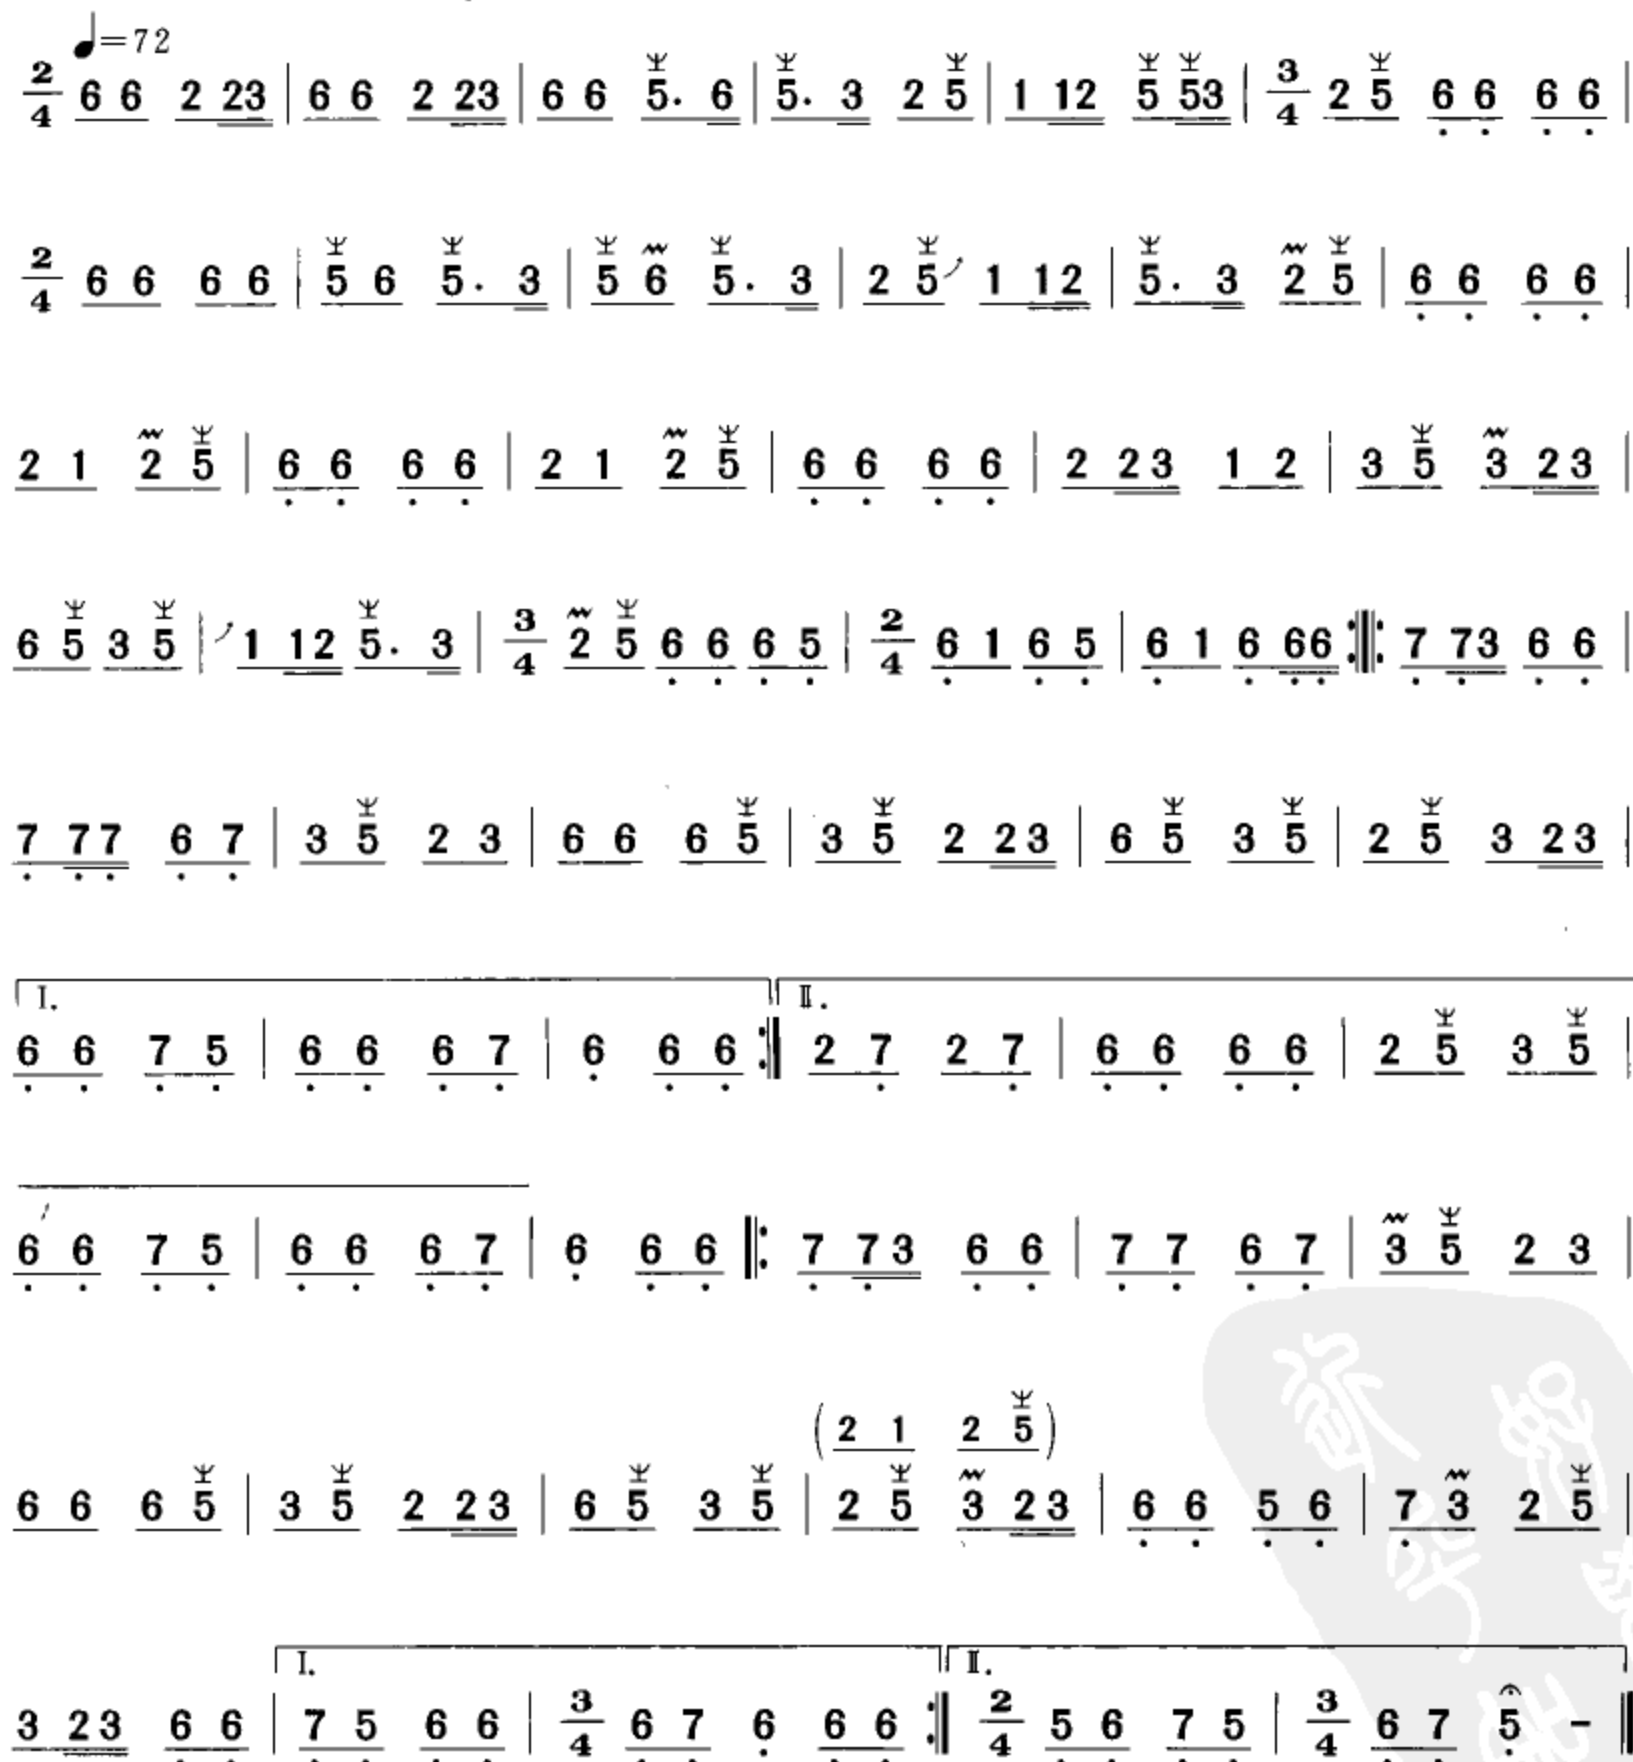 ♩=72
2/4 6 6 2 23 | 6 6 2 23 | 6 6 5. 6 | 5. 3 2 5 | 1 12 5 53 | 3/4 2 5 6̣ 6̣ 6̣ 6̣ |
2/4 6 6 6 6 | 5 6 5. 3 | 5 6 5. 3 | 2 5 1 12 | 5. 3 2 5 | 6̣ 6̣ 6̣ 6̣ |
2 1 2 5 | 6̣ 6̣ 6̣ 6̣ | 2 1 2 5 | 6̣ 6̣ 6̣ 6̣ | 2 23 1 2 | 3 5 3 23 |
6 5 3 5 | 1 12 5. 3 | 3/4 2 5 6̣ 6̣ 6̣ 5̣ | 2/4 6̣ 1 6̣ 5̣ | 6̣ 1 6̣ 6̣6̣ :‖: 7̣ 7̣3 6̣ 6̣ |
7̣ 7̣7̣ 6̣ 7̣ | 3 5 2 3 | 6 6 6 5 | 3 5 2 23 | 6 5 3 5 | 2 5 3 23 |
I. II.
6̣ 6̣ 7̣ 5̣ | 6̣ 6̣ 6̣ 7̣ | 6̣ 6̣ 6̣ :‖ 2 7̣ 2 7̣ | 6̣ 6̣ 6̣ 6̣ | 2 5 3 5 |
6̣ 6̣ 7̣ 5̣ | 6̣ 6̣ 6̣ 7̣ | 6̣ 6̣ 6̣ ‖: 7̣ 7̣3 6̣ 6̣ | 7̣ 7̣ 6̣ 7̣ | 3 5 2 3 |
(2 1 2 5)
6 6 6 5 | 3 5 2 23 | 6 5 3 5 | 2 5 3 23 | 6̣ 6̣ 5̣ 6̣ | 7̣ 3 2 5 |
I. II.
3 23 6̣ 6̣ | 7̣ 5̣ 6̣ 6̣ | 3/4 6̣ 7̣ 6̣ 6̣ 6̣ :‖ 2/4 5̣ 6̣ 7̣ 5̣ | 3/4 6̣ 7̣ 5̣ - ‖